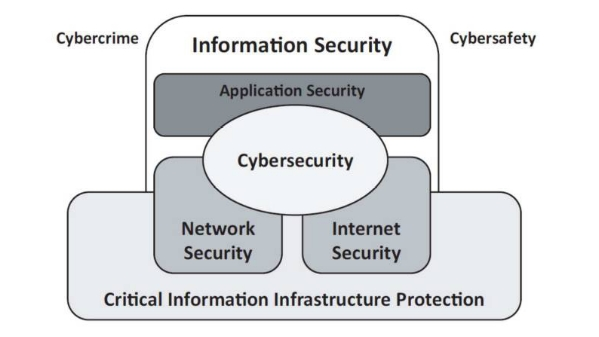 Cybercrime
Information Security
Cybersafety
Application Security
Cybersecurity
Network
Security
Internet
Security
Critical Information Infrastructure Protection